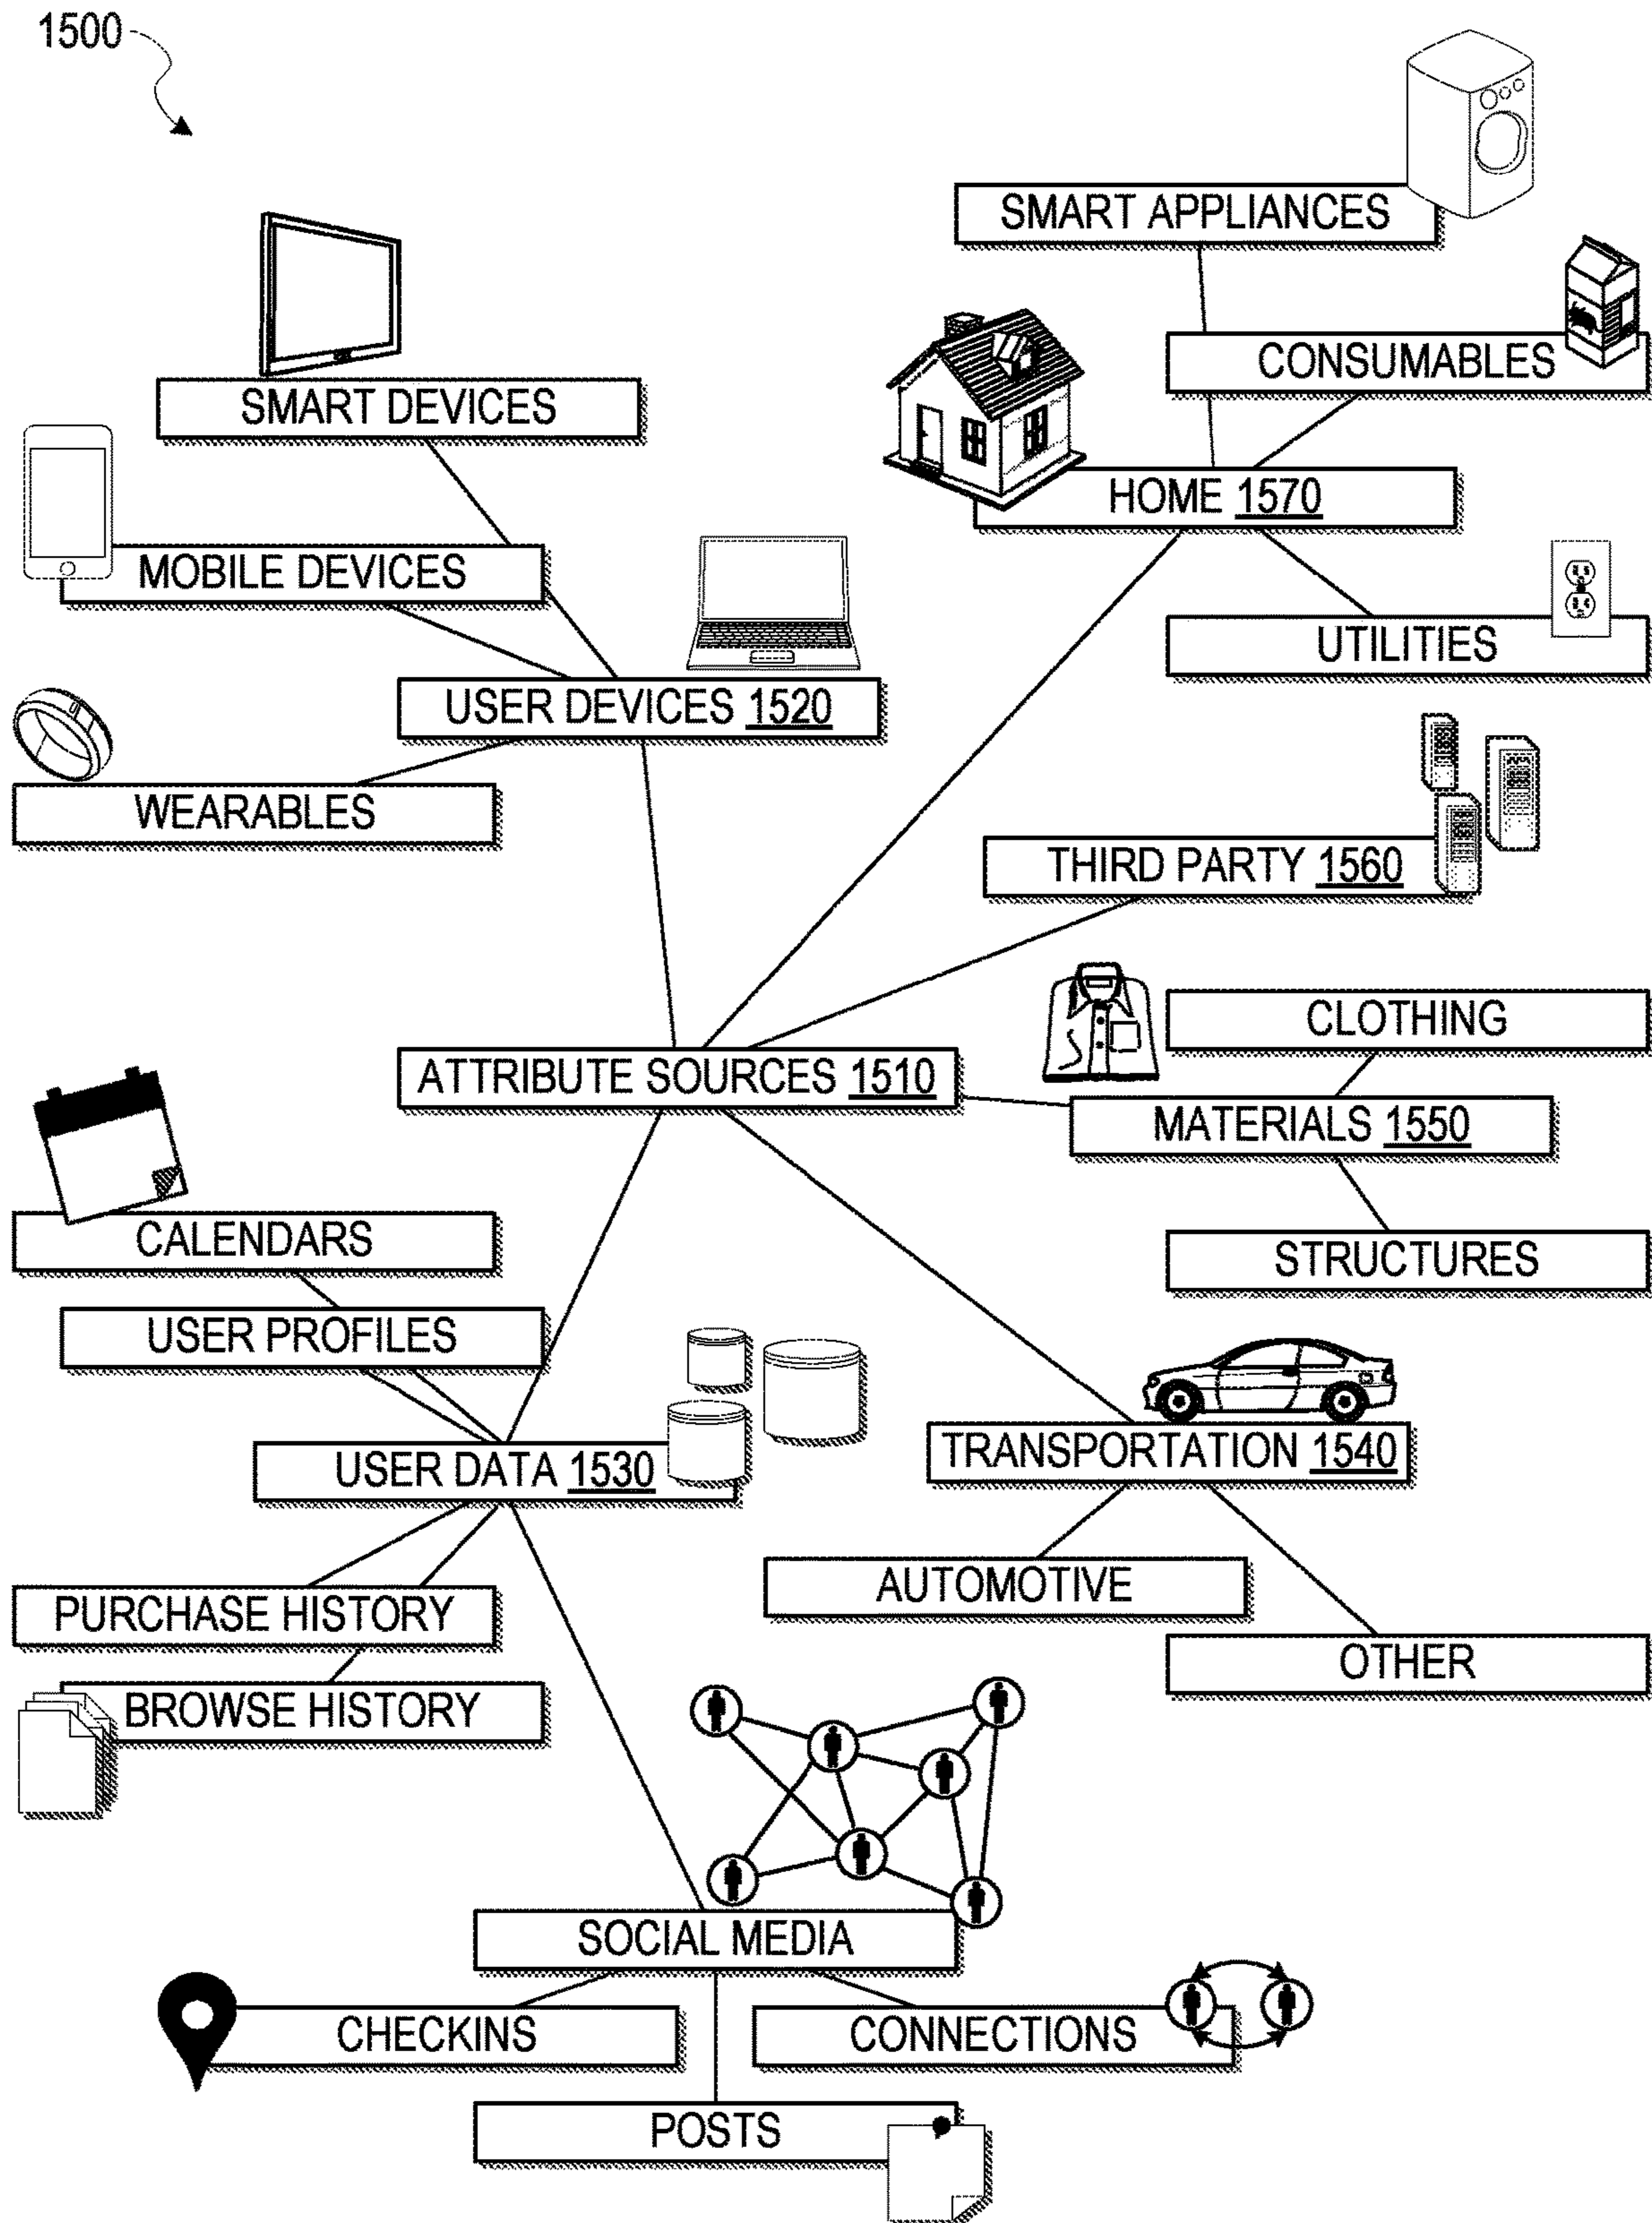 1500
SMART APPLIANCES
CONSUMABLES
SMART DEVICES
HOME 1570
MOBILE DEVICES
UTILITIES
USER DEVICES 1520
WEARABLES
THIRD PARTY 1560
CLOTHING
ATTRIBUTE SOURCES 1510
MATERIALS 1550
CALENDARS
STRUCTURES
USER PROFILES
USER DATA 1530
TRANSPORTATION 1540
AUTOMOTIVE
PURCHASE HISTORY
OTHER
BROWSE HISTORY
SOCIAL MEDIA
CHECKINS
CONNECTIONS
POSTS